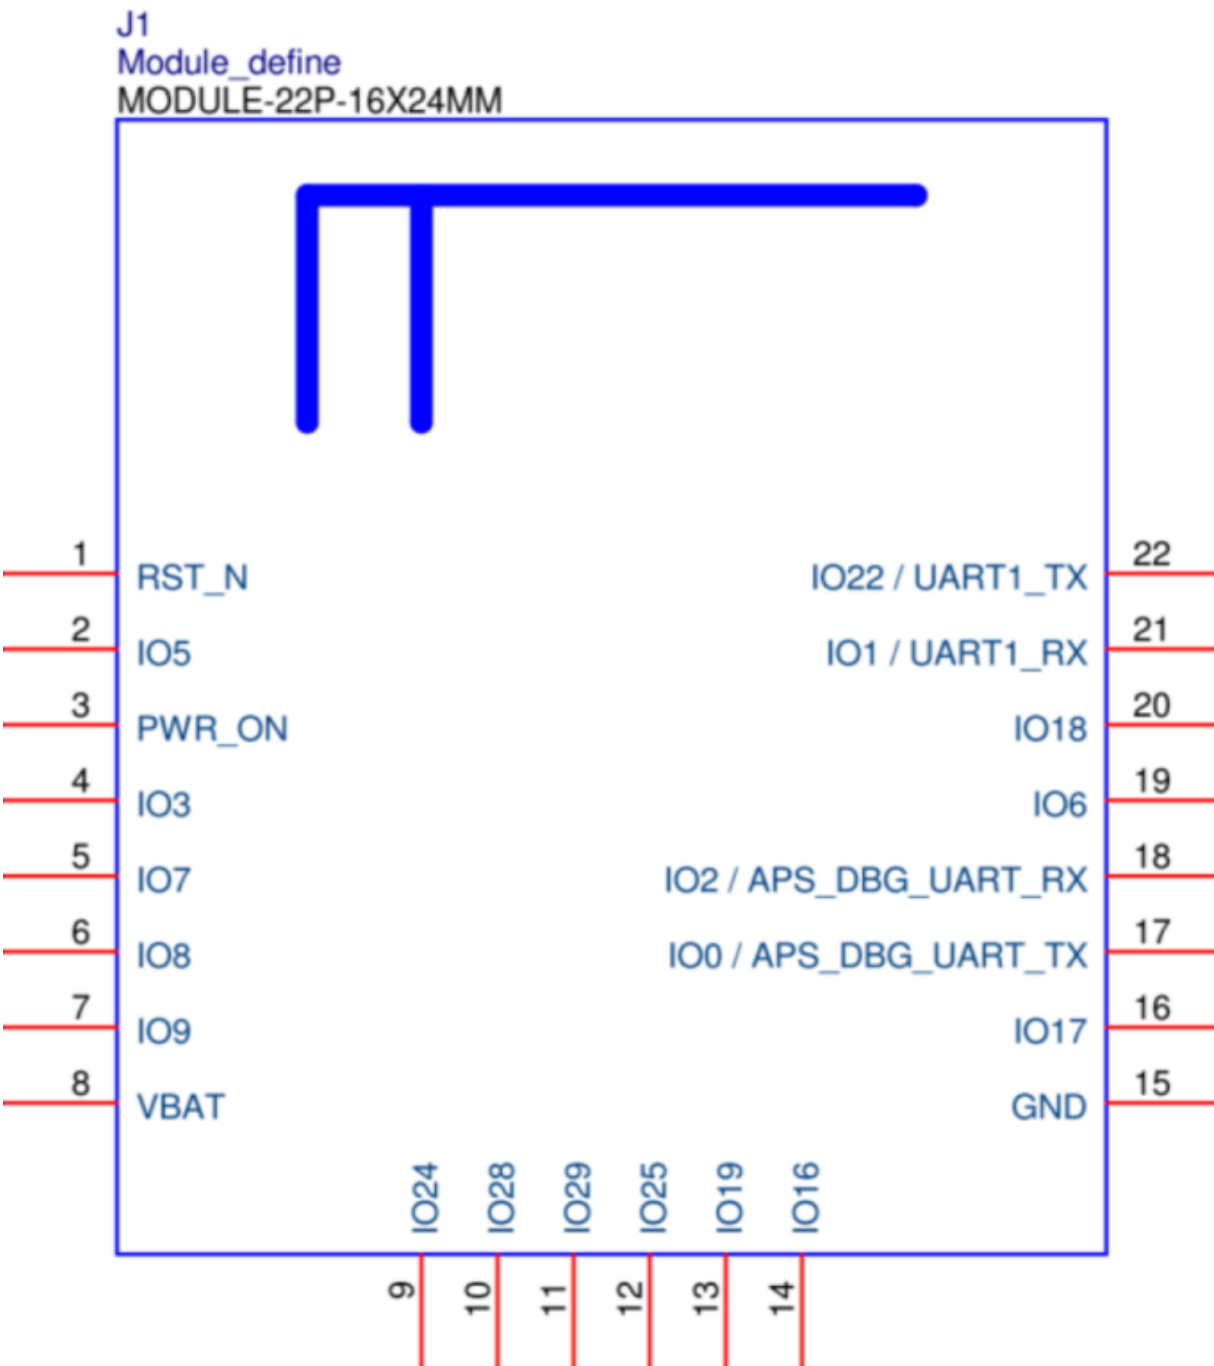 J1
Module_define
MODULE-22P-16X24MM
1 RST_N
IO22 / UART1_TX 22
2 IO5
IO1 / UART1_RX 21
3 PWR_ON
IO18 20
4 IO3
IO6 19
5 IO7
IO2 / APS_DBG_UART_RX 18
6 IO8
IO0 / APS_DBG_UART_TX 17
7 IO9
IO17 16
8 VBAT
GND 15
IO24
IO28
IO29
IO25
IO19
IO16
9
10
11
12
13
14